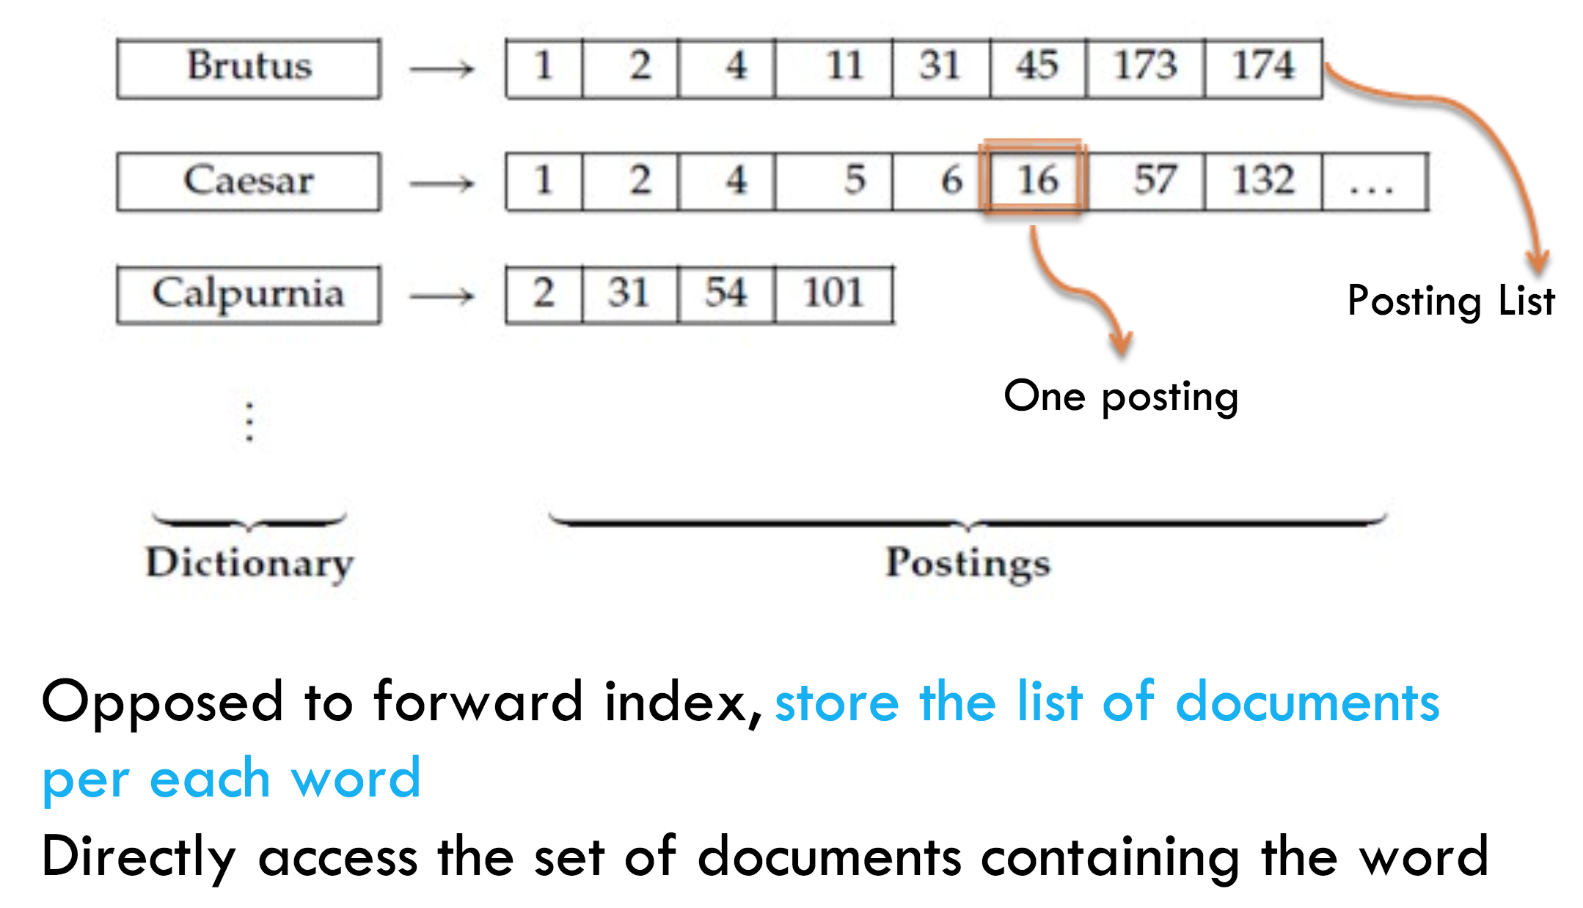 Brutus → 1 2 4 11 31 45 173 174
Caesar → 1 2 4 5 6 16 57 132 ...
Calpurnia → 2 31 54 101
Posting List
One posting
⋮
Dictionary Postings
Opposed to forward index, store the list of documents
per each word
Directly access the set of documents containing the word